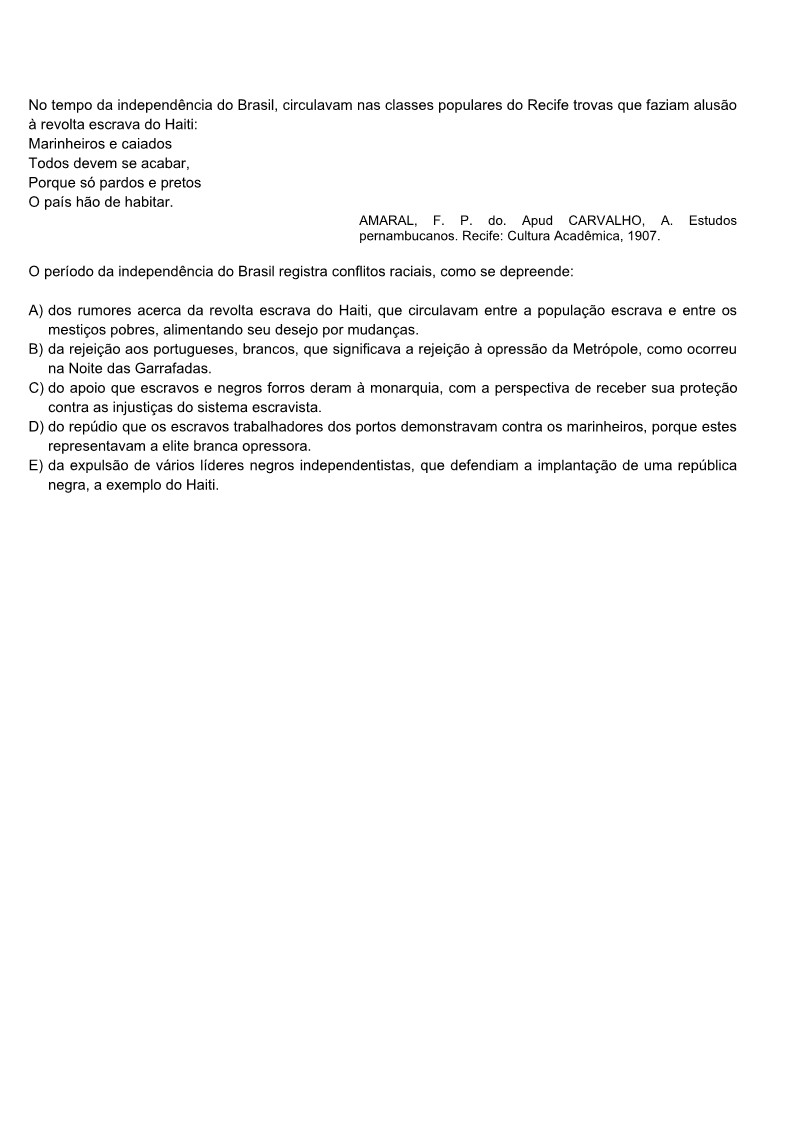 No tempo da independência do Brasil, circulavam nas classes populares do Recife trovas que faziam alusão
à revolta escrava do Haiti:
Marinheiros e caiados
Todos devem se acabar,
Porque só pardos e pretos
O país hão de habitar.
AMARAL, F. P. do. Apud CARVALHO, A. Estudos
pernambucanos. Recife: Cultura Acadêmica, 1907.
O período da independência do Brasil registra conflitos raciais, como se depreende:
A) dos rumores acerca da revolta escrava do Haiti, que circulavam entre a população escrava e entre os
mestiços pobres, alimentando seu desejo por mudanças.
B) da rejeição aos portugueses, brancos, que significava a rejeição à opressão da Metrópole, como ocorreu
na Noite das Garrafadas.
C) do apoio que escravos e negros forros deram à monarquia, com a perspectiva de receber sua proteção
contra as injustiças do sistema escravista.
D) do repúdio que os escravos trabalhadores dos portos demonstravam contra os marinheiros, porque estes
representavam a elite branca opressora.
E) da expulsão de vários líderes negros independentistas, que defendiam a implantação de uma república
negra, a exemplo do Haiti.